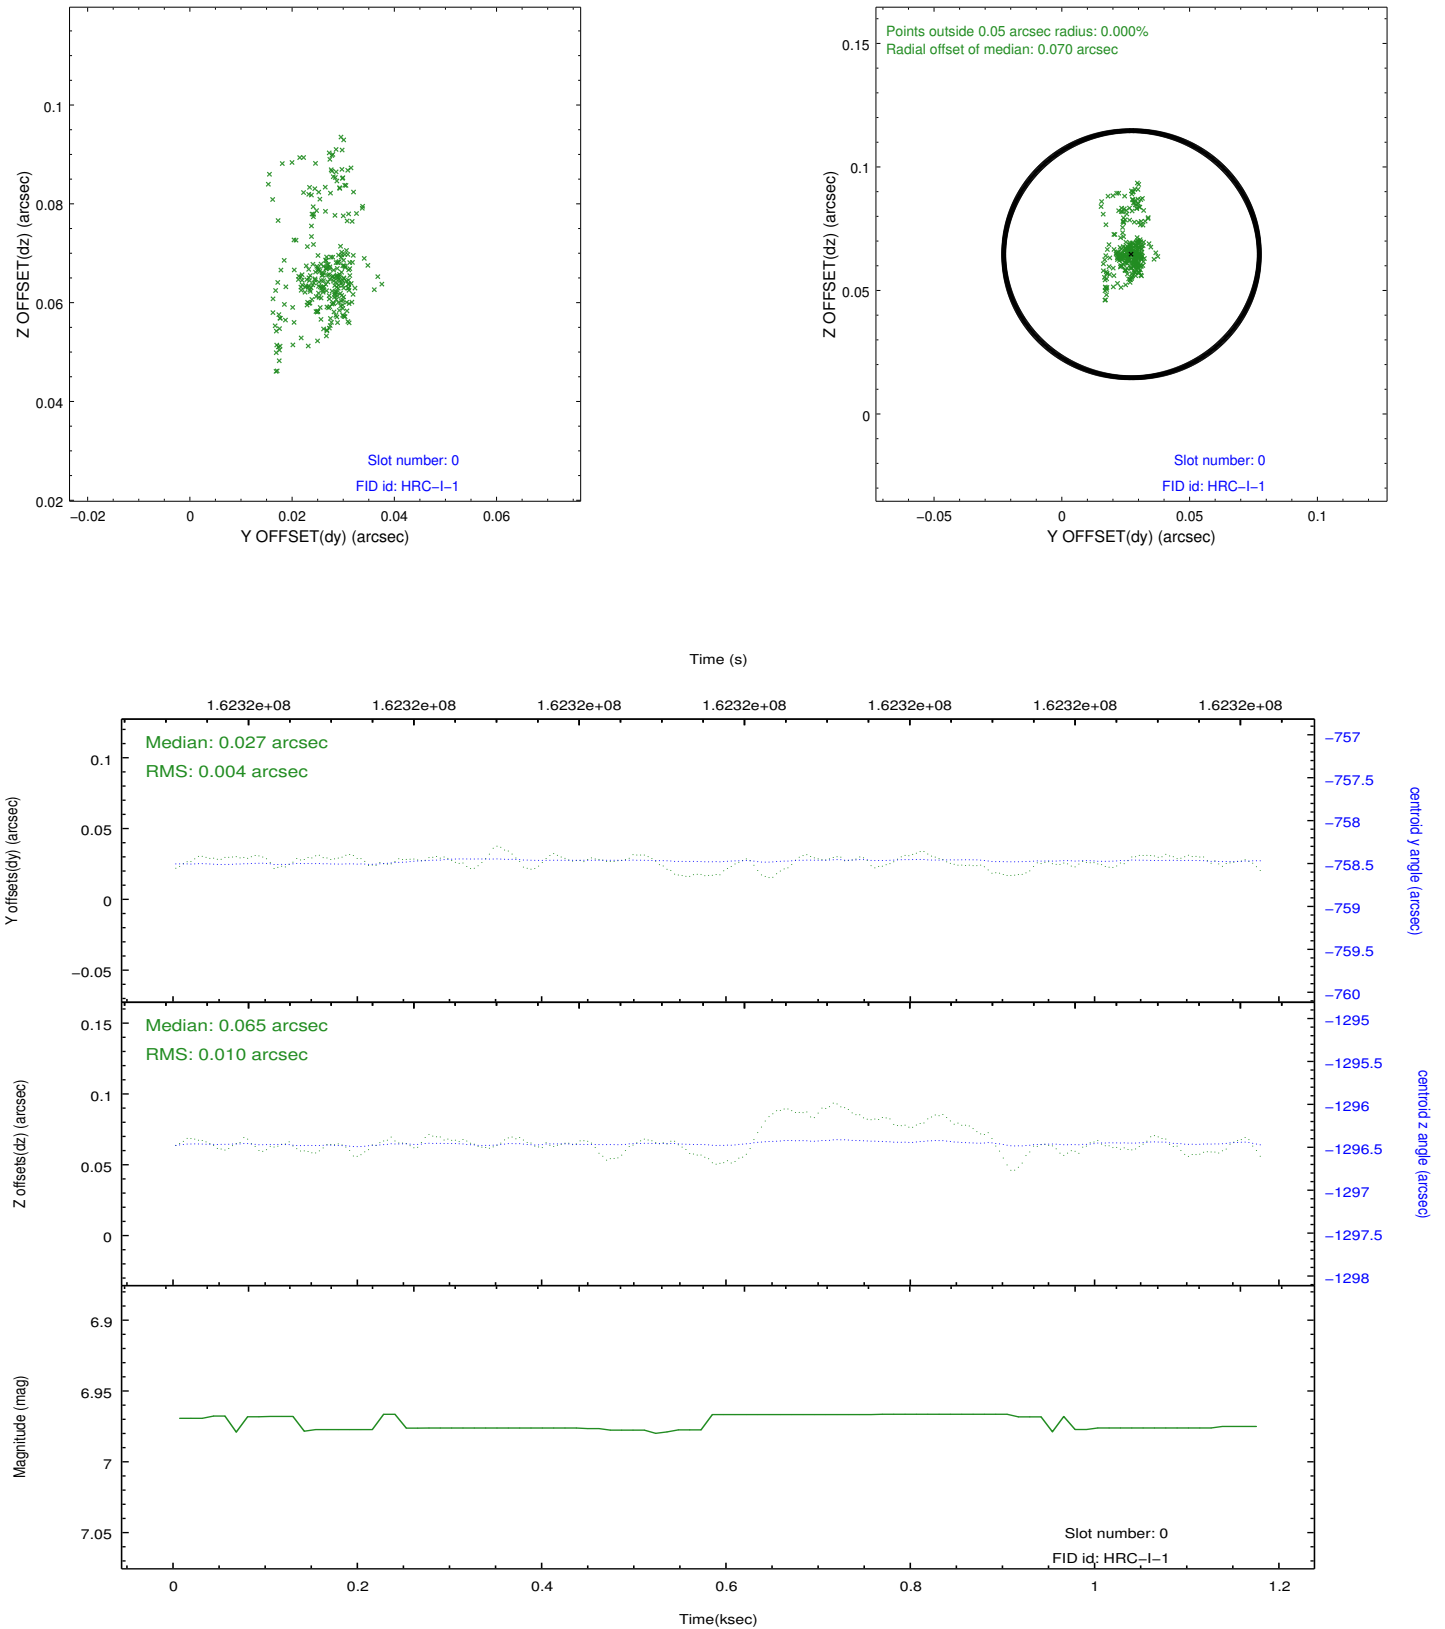 0.1
0.08
0.06
0.04
0.02
Z OFFSET(dz) (arcsec)
Slot number: 0
FID id: HRC−I−1
−0.02
0
0.02
0.04
0.06
Y OFFSET(dy) (arcsec)
Points outside 0.05 arcsec radius: 0.000%
Radial offset of median: 0.070 arcsec
0.15
0.1
0.05
0
Z OFFSET(dz) (arcsec)
Slot number: 0
FID id: HRC−I−1
−0.05
0
0.05
0.1
Y OFFSET(dy) (arcsec)
Time (s)
1.6232e+08
1.6232e+08
1.6232e+08
1.6232e+08
1.6232e+08
1.6232e+08
1.6232e+08
Median: 0.027 arcsec
RMS: 0.004 arcsec
0.1
0.05
0
−0.05
Y offsets(dy) (arcsec)
−757
−757.5
−758
−758.5
−759
−759.5
−760
centroid y angle (arcsec)
Median: 0.065 arcsec
RMS: 0.010 arcsec
0.15
0.1
0.05
0
Z offsets(dz) (arcsec)
−1295
−1295.5
−1296
−1296.5
−1297
−1297.5
−1298
centroid z angle (arcsec)
6.9
6.95
7
7.05
Magnitude (mag)
Slot number: 0
FID id: HRC−I−1
0
0.2
0.4
0.6
0.8
1
1.2
Time(ksec)